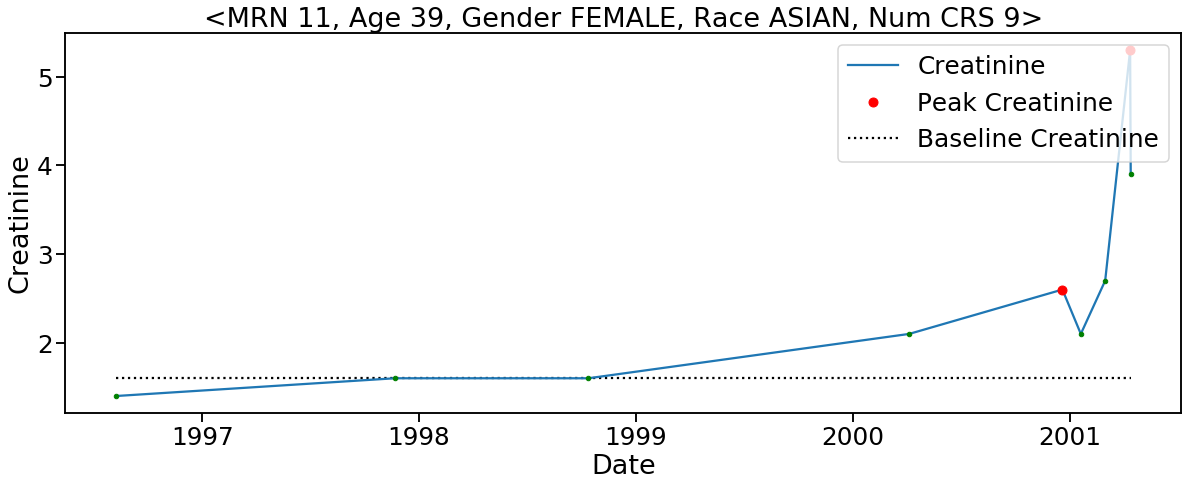 <MRN 11, Age 39, Gender FEMALE, Race ASIAN, Num CRS 9>
Creatinine
Peak Creatinine
Baseline Creatinine
5
4
3
2
Creatinine
1997 1998 1999 2000 2001
Date